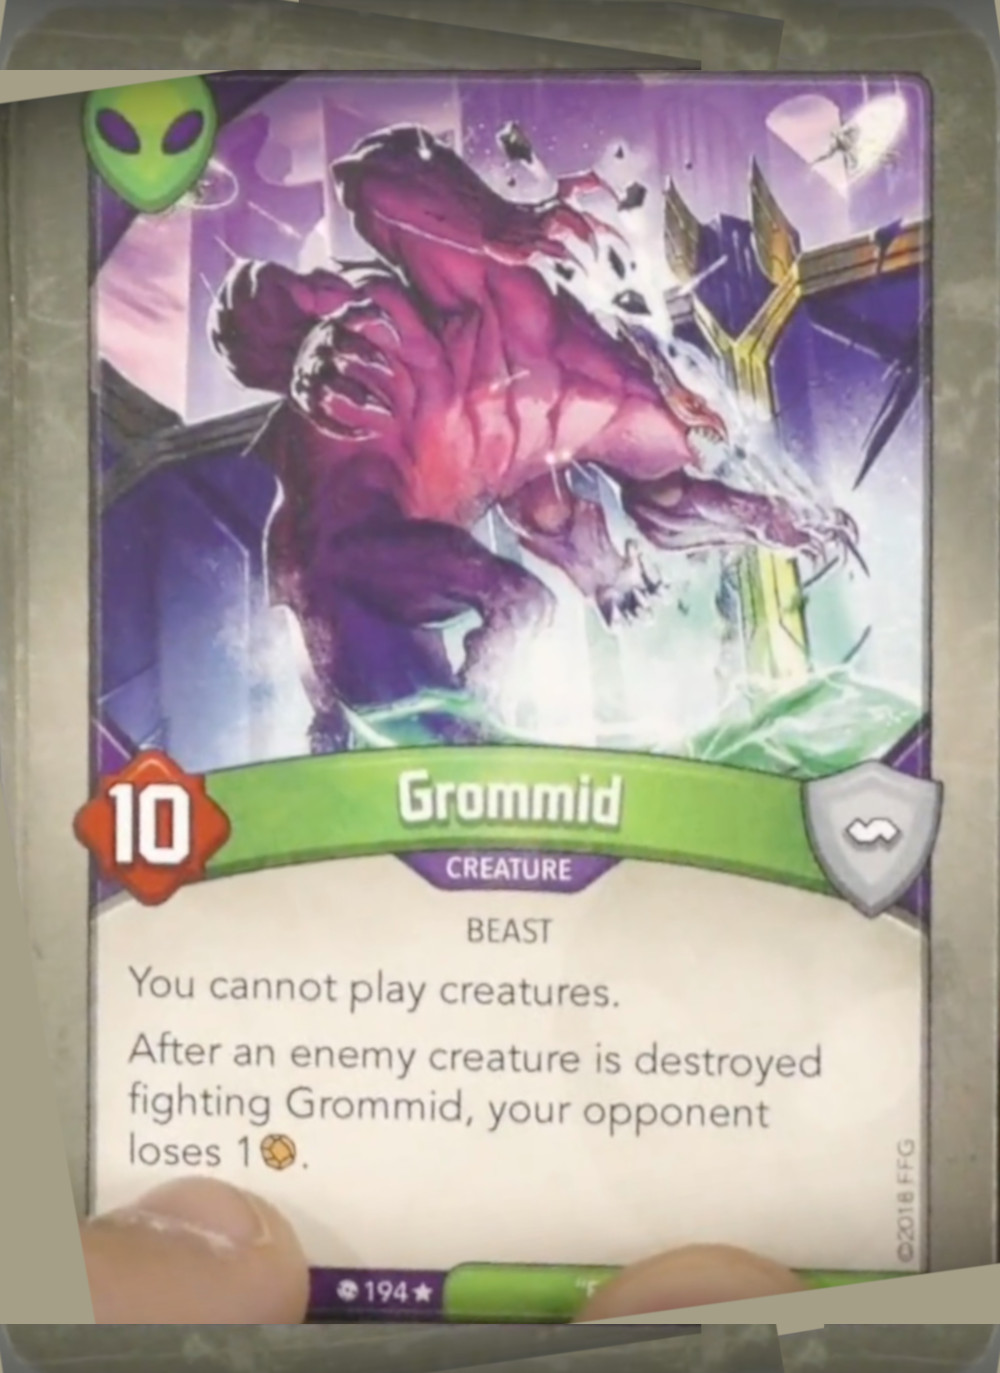 Grommid
10
CREATURE
BEAST
You cannot play creatures.
After an enemy creature is destroyed
fighting Grommid, your opponent
loses 1
©2018 FFG
194★